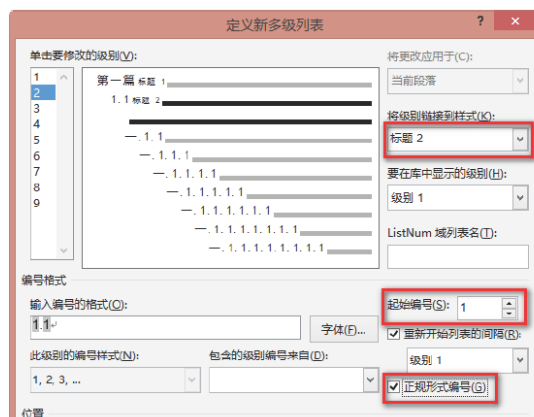 定义新多级列表
?
×
单击要修改的级别(V):
将更改应用于(C):
1
2
3
4
5
6
7
8
9
第一篇 标题 1
1.1 标题 2
一.1.1
一.1.1.1
一.1.1.1.1
一.1.1.1.1.1
一.1.1.1.1.1.1
一.1.1.1.1.1.1.1
一.1.1.1.1.1.1.1.1
当前段落
将级别链接到样式(K):
标题 2
要在库中显示的级别(H):
级别 1
ListNum 域列表名(T):
编号格式
输入编号的格式(O):
1.1
字体(F)...
起始编号(S): 1
重新开始列表的间隔(R):
此级别的编号样式(N):
包含的级别编号来自(D):
级别 1
1, 2, 3, ...
正规形式编号(G)
位置